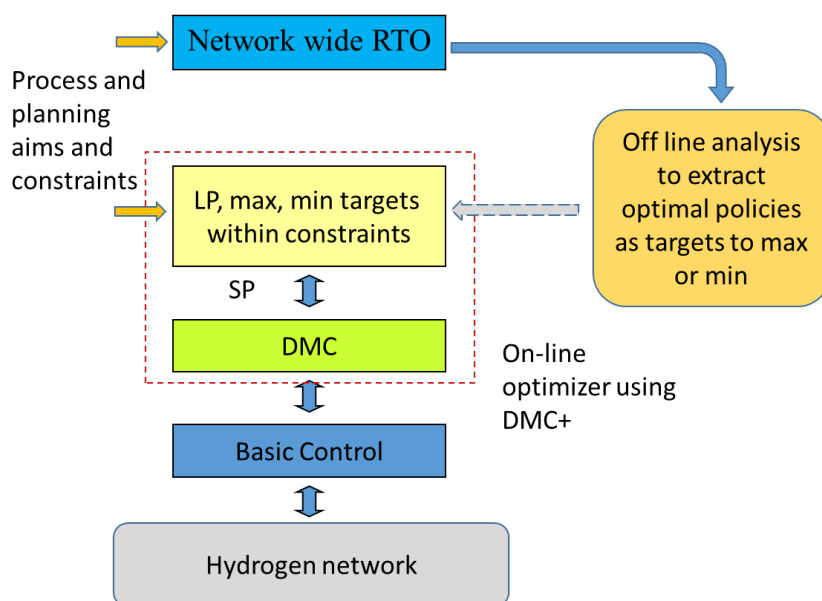 Network wide RTO
Process and
planning
aims and
constraints
Off line analysis
to extract
optimal policies
as targets to max
or min
LP, max, min targets
within constraints
SP
DMC
On-line
optimizer using
DMC+
Basic Control
Hydrogen network